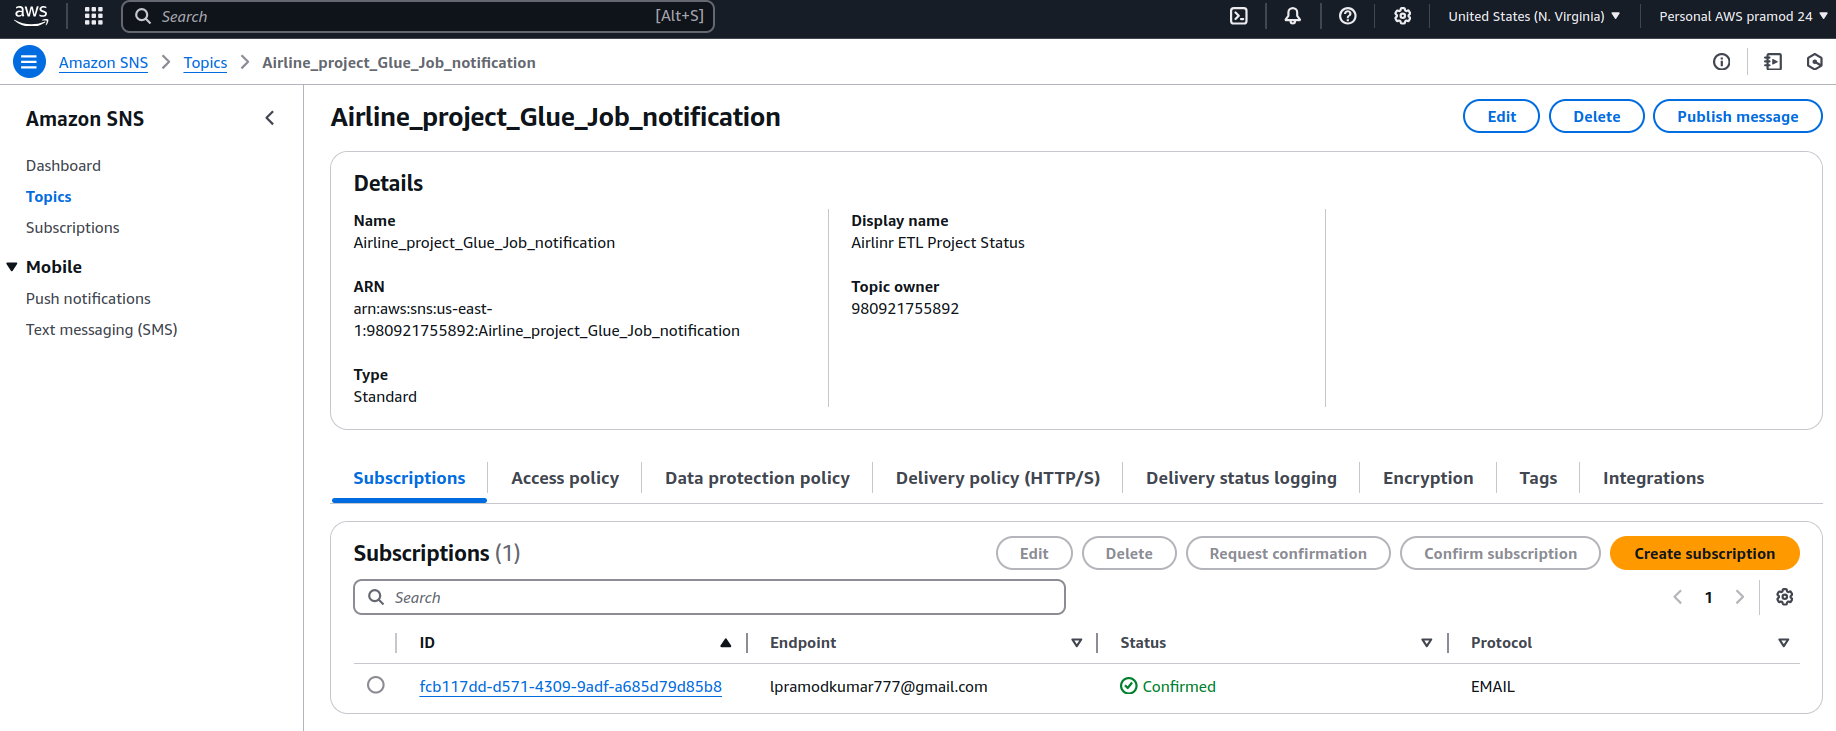 aws
Search [Alt+S]
United States (N. Virginia)
Personal AWS pramod 24
Amazon SNS
Topics
Airline_project_Glue_Job_notification
Amazon SNS
Dashboard
Topics
Subscriptions
Mobile
Push notifications
Text messaging (SMS)
Airline_project_Glue_Job_notification
Edit
Delete
Publish message
Details
Name
Airline_project_Glue_Job_notification
ARN
arn:aws:sns:us-east-
1:980921755892:Airline_project_Glue_Job_notification
Type
Standard
Display name
Airlinr ETL Project Status
Topic owner
980921755892
Subscriptions
Access policy
Data protection policy
Delivery policy (HTTP/S)
Delivery status logging
Encryption
Tags
Integrations
Subscriptions (1)
Edit
Delete
Request confirmation
Confirm subscription
Create subscription
Search
1
ID
Endpoint
Status
Protocol
fcb117dd-d571-4309-9adf-a685d79d85b8
lpramodkumar777@gmail.com
Confirmed
EMAIL